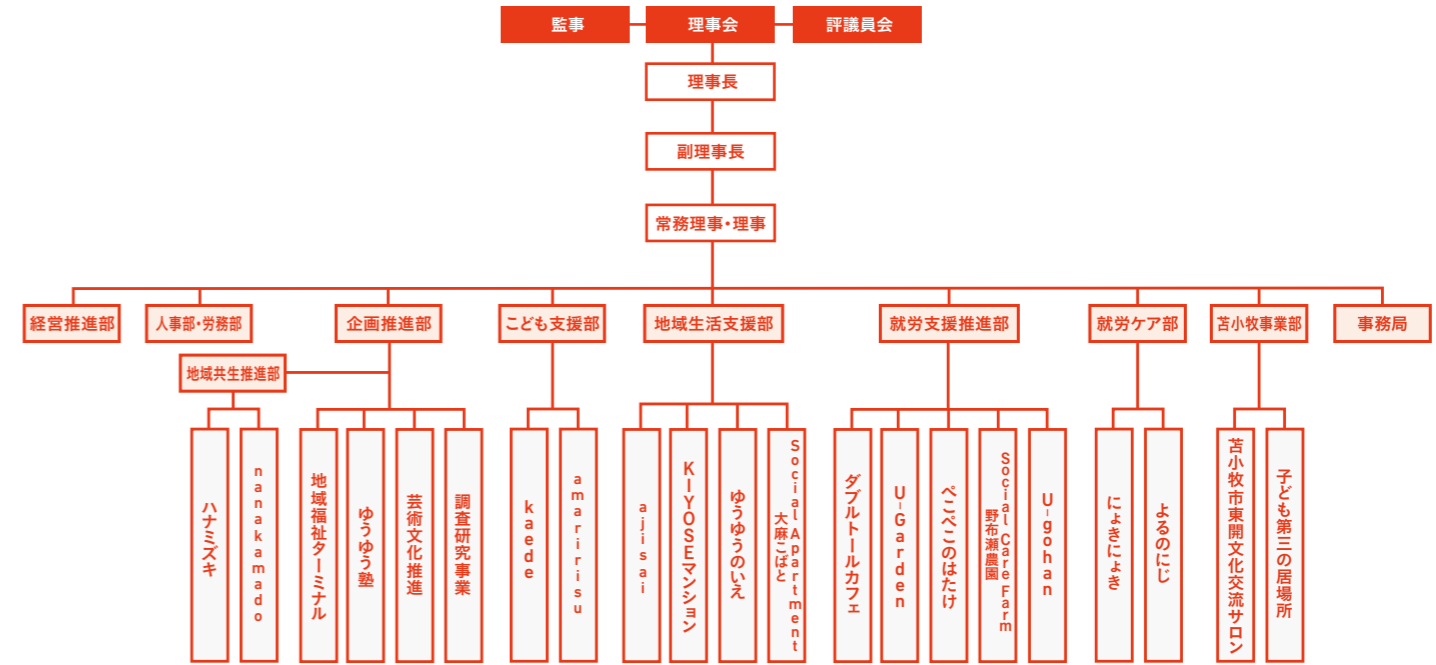 監事
理事会
評議員会
理事長
副理事長
常務理事・理事
経営推進部
人事部・労務部
企画推進部
こども支援部
地域生活支援部
就労支援推進部
就労ケア部
苫小牧事業部
事務局
地域共生推進部
ハナミズキ
nanakamado
地域福祉ターミナル
ゆうゆう塾
芸術文化推進
調査研究事業
kaede
amaririsu
ajisai
KIYOSEマンション
ゆうゆうのいえ
Social Apartment
大麻こばと
ダブルトールカフェ
U-Garden
ぺこぺこのはたけ
Social Care Farm
野布瀬農園
U-gohan
にょきにょき
よるのにじ
苫小牧市東開文化交流サロン
子ども第三の居場所